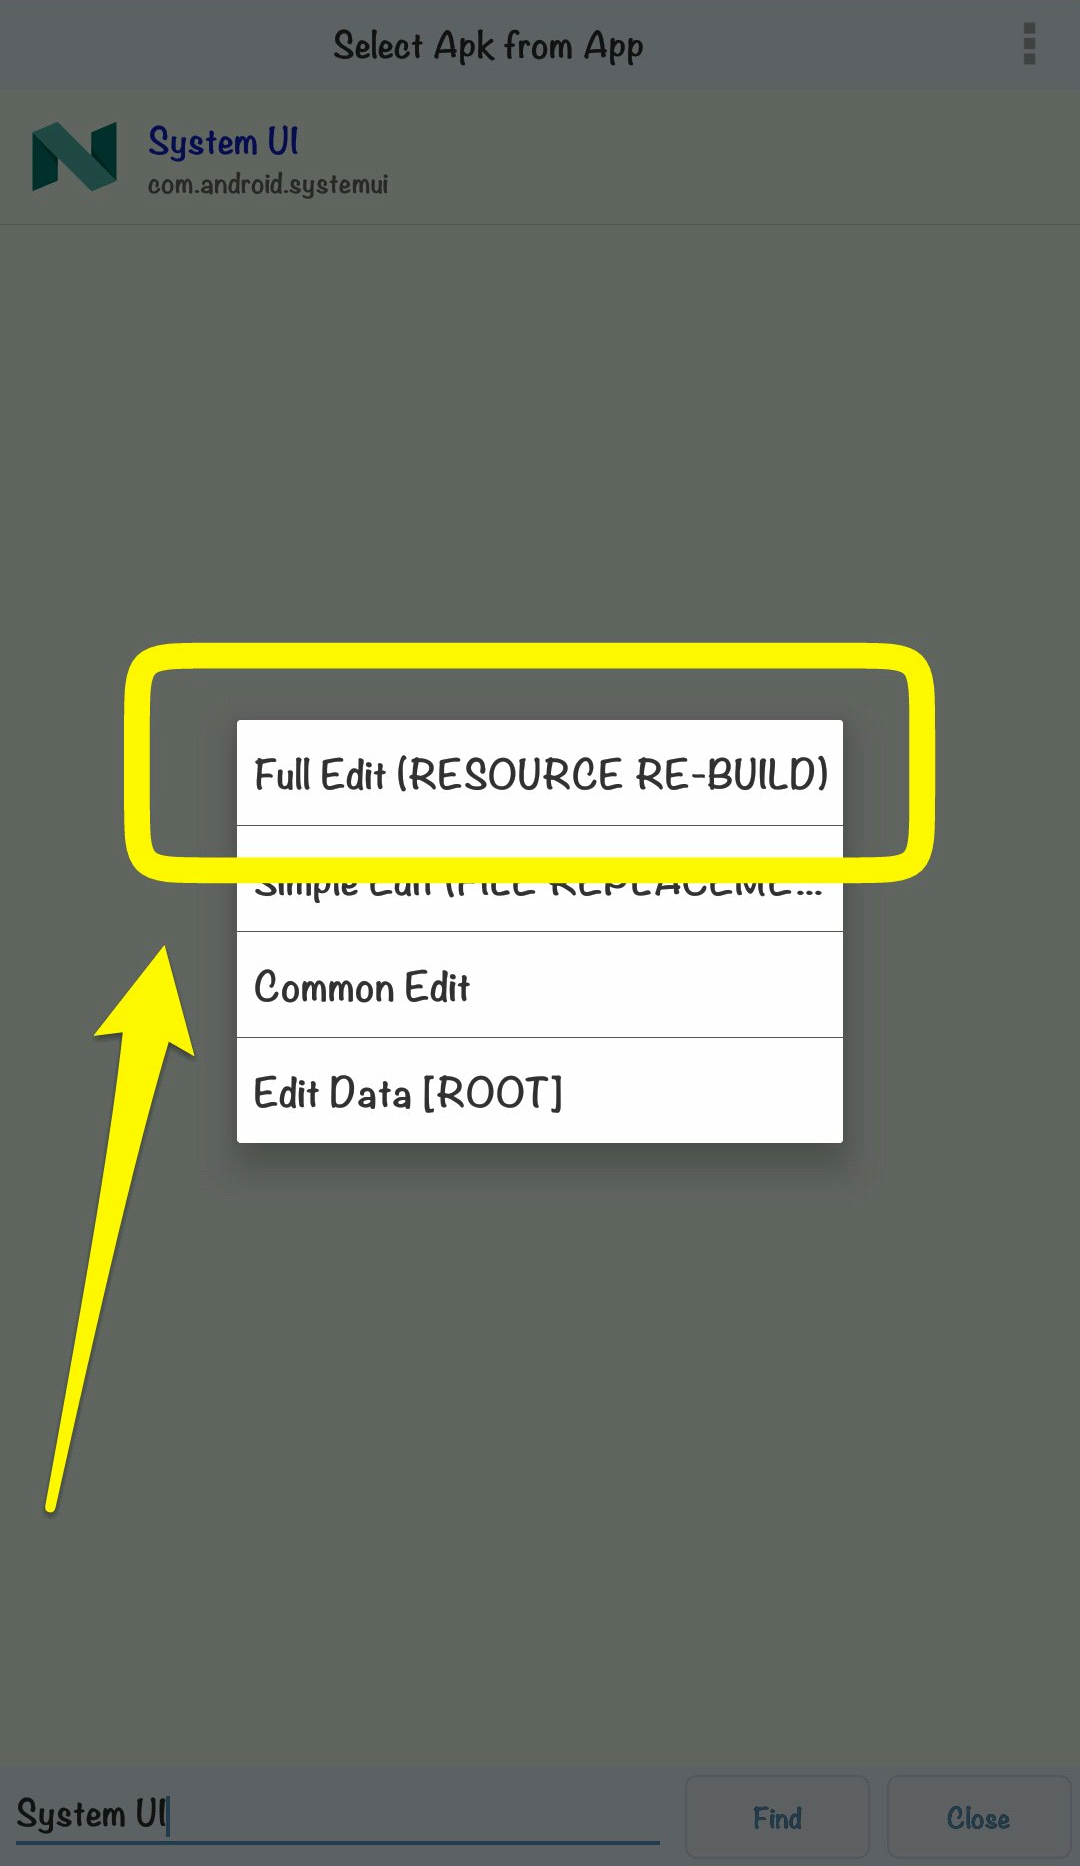 Select Apk from App
System UI
com.android.systemui
Full Edit (RESOURCE RE-BUILD)
Simple Edit (FILE REPLACEME...
Common Edit
Edit Data [ROOT]
System UI
Find
Close